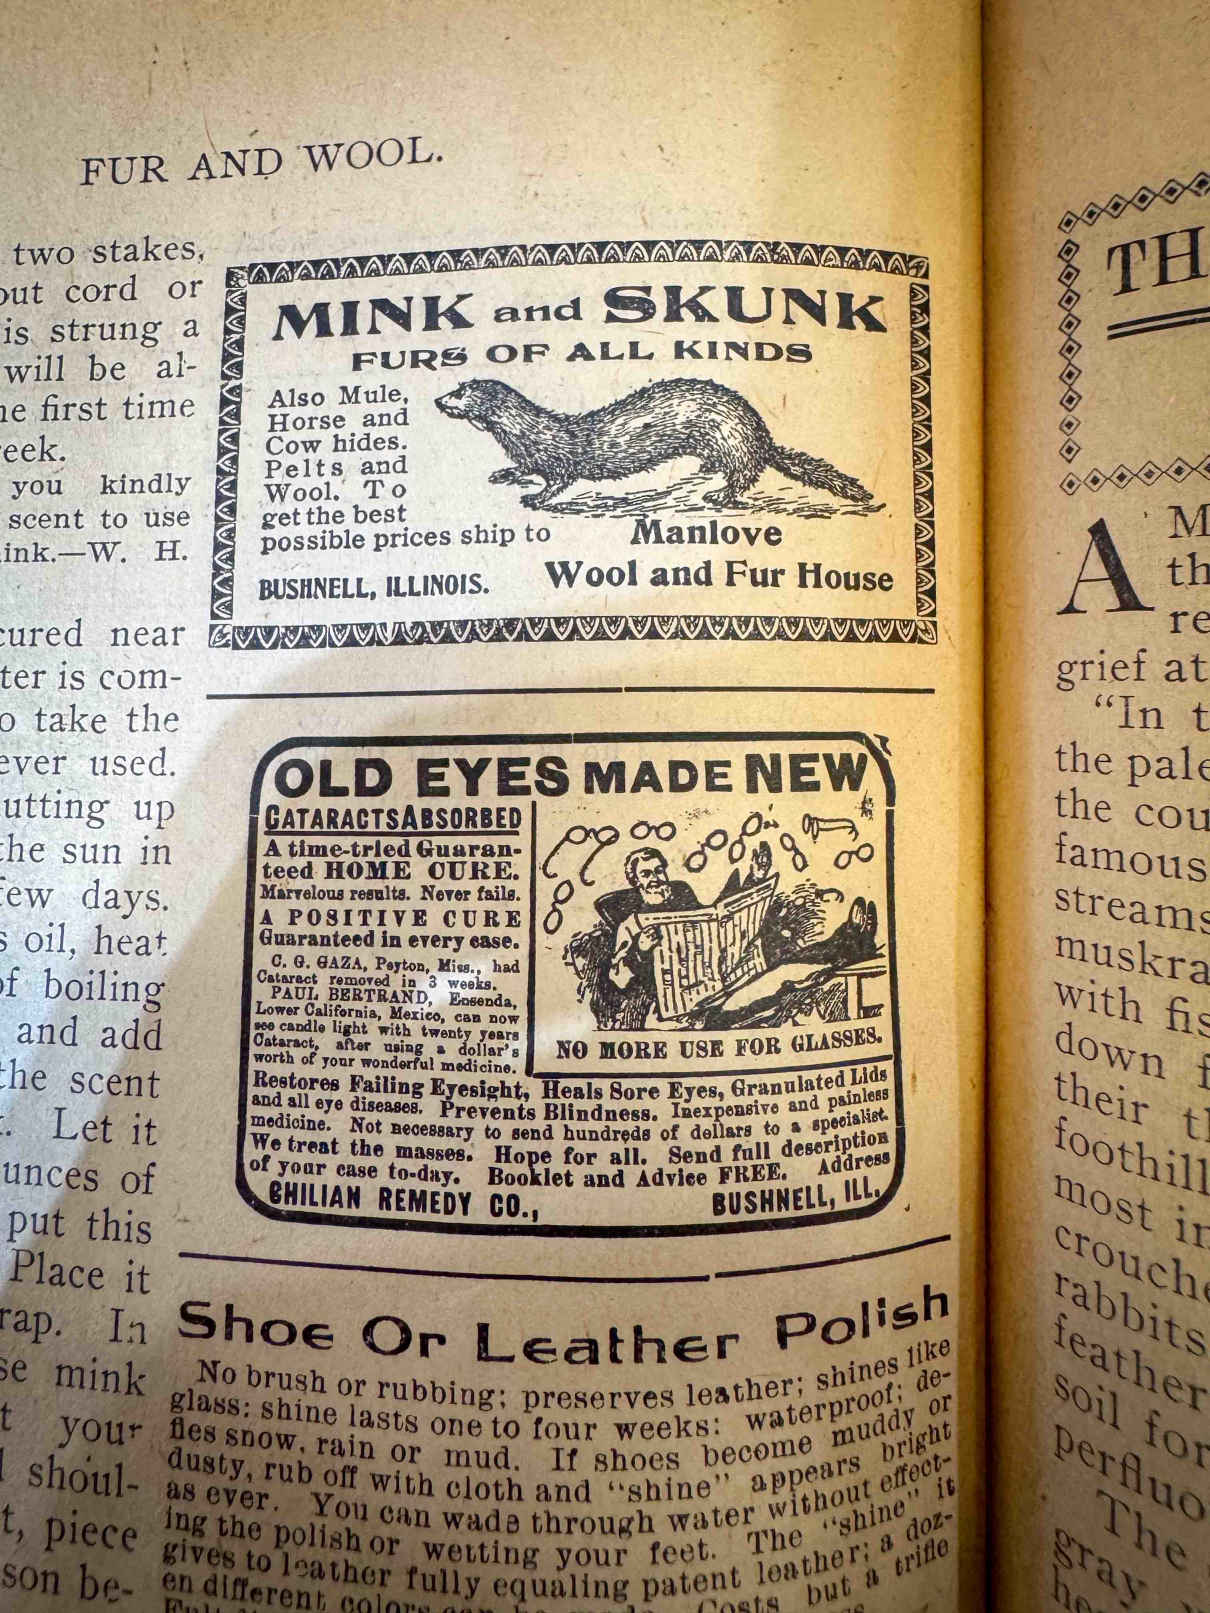 FUR AND WOOL.
two stakes,
out cord or
is strung a
will be al-
he first time
reek.
you kindly
scent to use
ink.—W. H.
cured near
ter is com-
o take the
ever used.
utting up
the sun in
few days.
s oil, heat
of boiling
and add
the scent
Let it
unces of
put this
Place it
rap. In
se mink
t your
shoul-
t, piece
son be-
MINK and SKUNK
FURS OF ALL KINDS
Also Mule,
Horse and
Cow hides.
Pelts and
Wool. To
get the best
possible prices ship to
Manlove
Wool and Fur House
BUSHNELL, ILLINOIS.
OLD EYES MADE NEW
CATARACTS ABSORBED
A time-tried Guaran-
teed HOME CURE.
Marvelous results. Never fails.
A POSITIVE CURE
Guaranteed in every case.
C. G. GAZA, Peyton, Miss., had
Cataract removed in 3 weeks.
PAUL BERTRAND, Ensenda,
Lower California, Mexico, can now
see candle light with twenty years
Cataract, after using a dollar's
worth of your wonderful medicine.
NO MORE USE FOR GLASSES.
Restores Failing Eyesight, Heals Sore Eyes, Granulated Lids
and all eye diseases. Prevents Blindness. Inexpensive and painless
medicine. Not necessary to send hundreds of dollars to a specialist.
We treat the masses. Hope for all. Send full description
of your case to-day. Booklet and Advice FREE. Address
CHILIAN REMEDY CO., BUSHNELL, ILL.
Shoe Or Leather Polish
No brush or rubbing; preserves leather; shines like
glass: shine lasts one to four weeks: waterproof; de-
fies snow, rain or mud. If shoes become muddy or
dusty, rub off with cloth and "shine" appears bright
as ever. You can wade through water without effect-
ing the polish or wetting your feet. The "shine" it
gives to leather fully equaling patent leather; a doz-
en different colors can be made. Costs but a trifle
TH
A M
th
re
grief at
"In t
the pale
the cou
famous
streams
muskra
with fis
down f
their th
foothill
most in
crouche
rabbits
feather
soil for
perfluo
The
gray
he